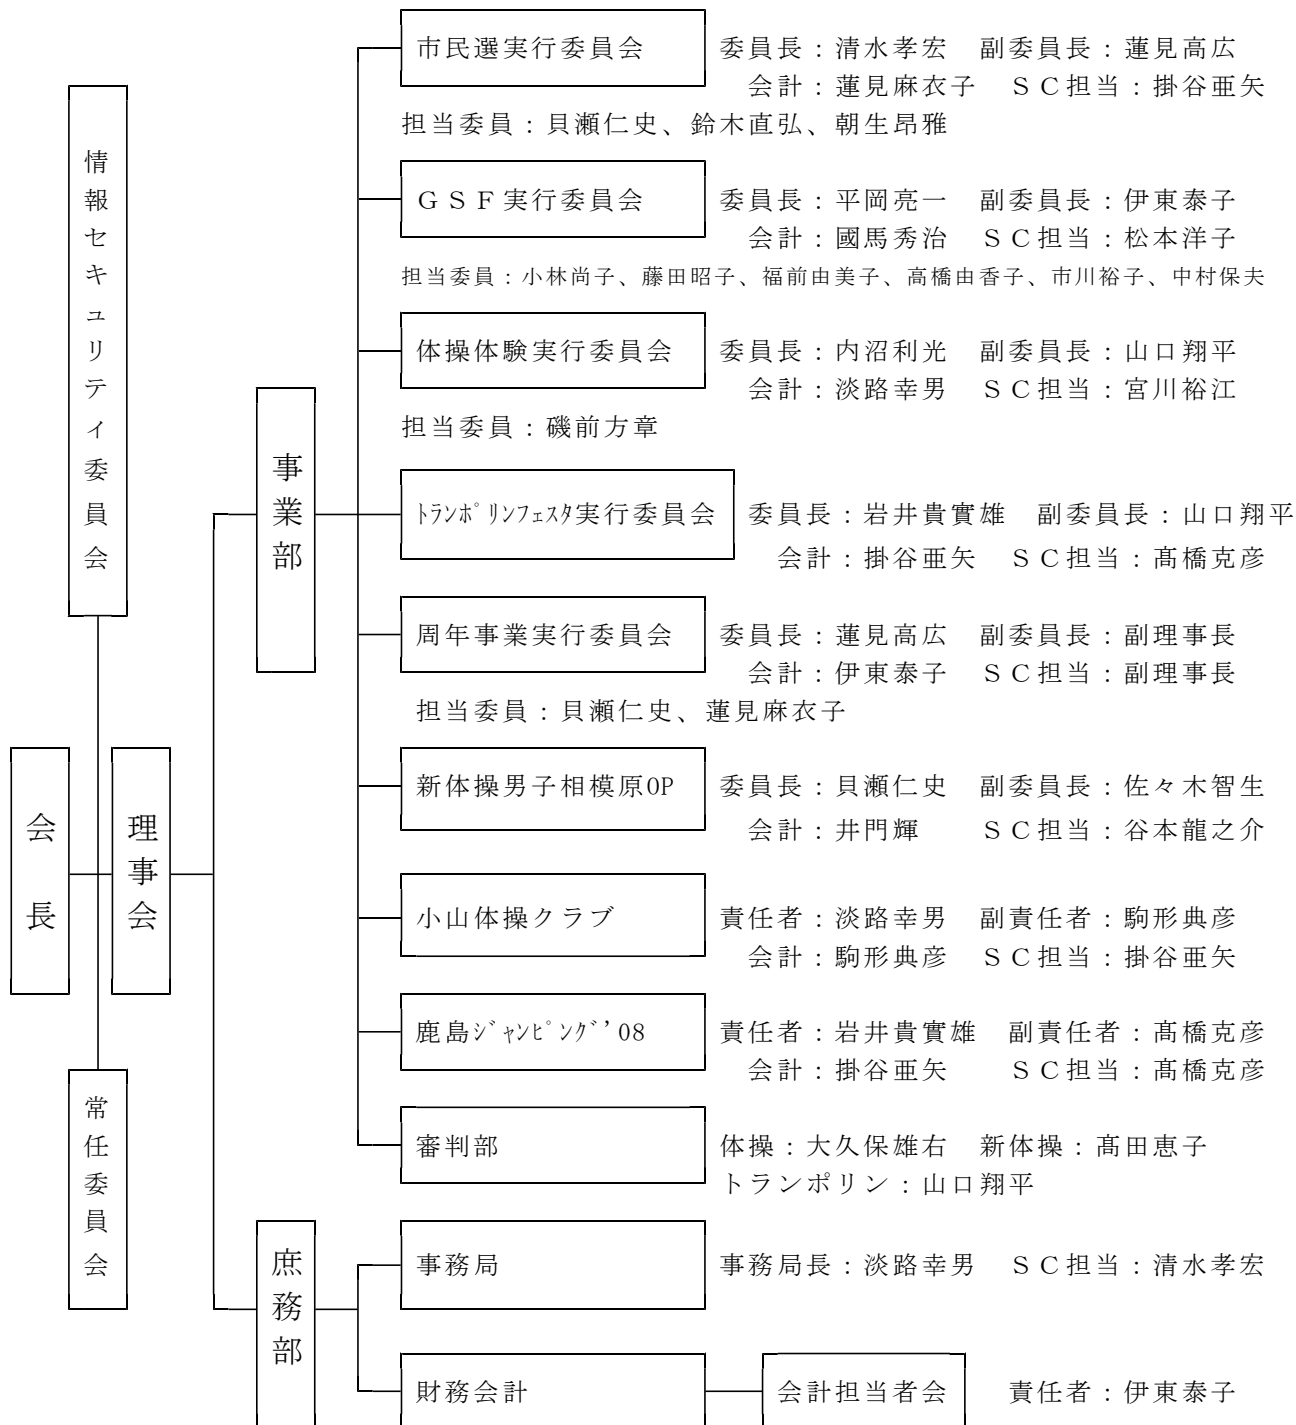 市民選実行委員会 委員長：清水孝宏 副委員長：蓮見高広
会計：蓮見麻衣子 ＳＣ担当：掛谷亜矢
担当委員：貝瀬仁史、鈴木直弘、朝生昂雅
ＧＳＦ実行委員会 委員長：平岡亮一 副委員長：伊東泰子
会計：國馬秀治 ＳＣ担当：松本洋子
担当委員：小林尚子、藤田昭子、福前由美子、高橋由香子、市川裕子、中村保夫
体操体験実行委員会 委員長：内沼利光 副委員長：山口翔平
会計：淡路幸男 ＳＣ担当：宮川裕江
担当委員：磯前方章
ﾄﾗﾝﾎﾟﾘﾝﾌｪｽﾀ実行委員会 委員長：岩井貴實雄 副委員長：山口翔平
会計：掛谷亜矢 ＳＣ担当：髙橋克彦
周年事業実行委員会 委員長：蓮見高広 副委員長：副理事長
会計：伊東泰子 ＳＣ担当：副理事長
担当委員：貝瀬仁史、蓮見麻衣子
新体操男子相模原OP 委員長：貝瀬仁史 副委員長：佐々木智生
会計：井門輝 ＳＣ担当：谷本龍之介
小山体操クラブ 責任者：淡路幸男 副責任者：駒形典彦
会計：駒形典彦 ＳＣ担当：掛谷亜矢
鹿島ｼﾞｬﾝﾋﾟﾝｸﾞ’08 責任者：岩井貴實雄 副責任者：髙橋克彦
会計：掛谷亜矢 ＳＣ担当：髙橋克彦
審判部 体操：大久保雄右 新体操：髙田恵子
トランポリン：山口翔平
事務局 事務局長：淡路幸男 ＳＣ担当：清水孝宏
財務会計 会計担当者会 責任者：伊東泰子
情報セキュリティ委員会
事業部
会長
理事会
常任委員会
庶務部